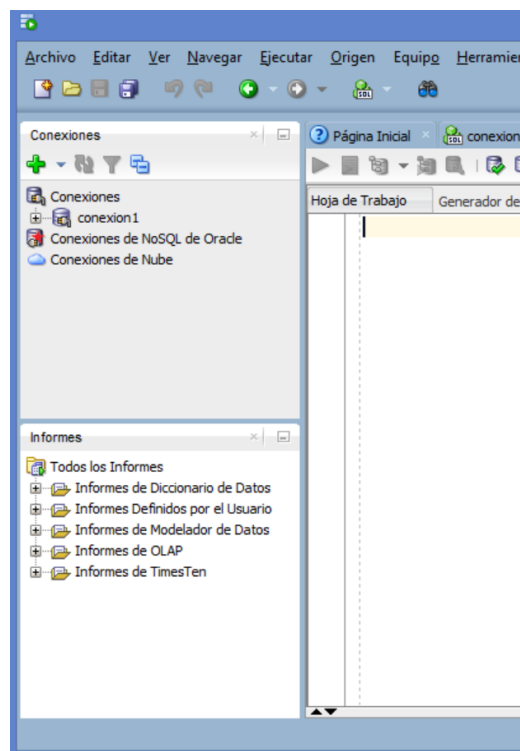 Archivo Editar Ver Navegar Ejecutar Origen Equipo Herramier
SQL
Conexiones
Página Inicial
conexion
Hoja de Trabajo
Generador de
Conexiones
conexion1
Conexiones de NoSQL de Oracle
Conexiones de Nube
Informes
Todos los Informes
Informes de Diccionario de Datos
Informes Definidos por el Usuario
Informes de Modelador de Datos
Informes de OLAP
Informes de TimesTen